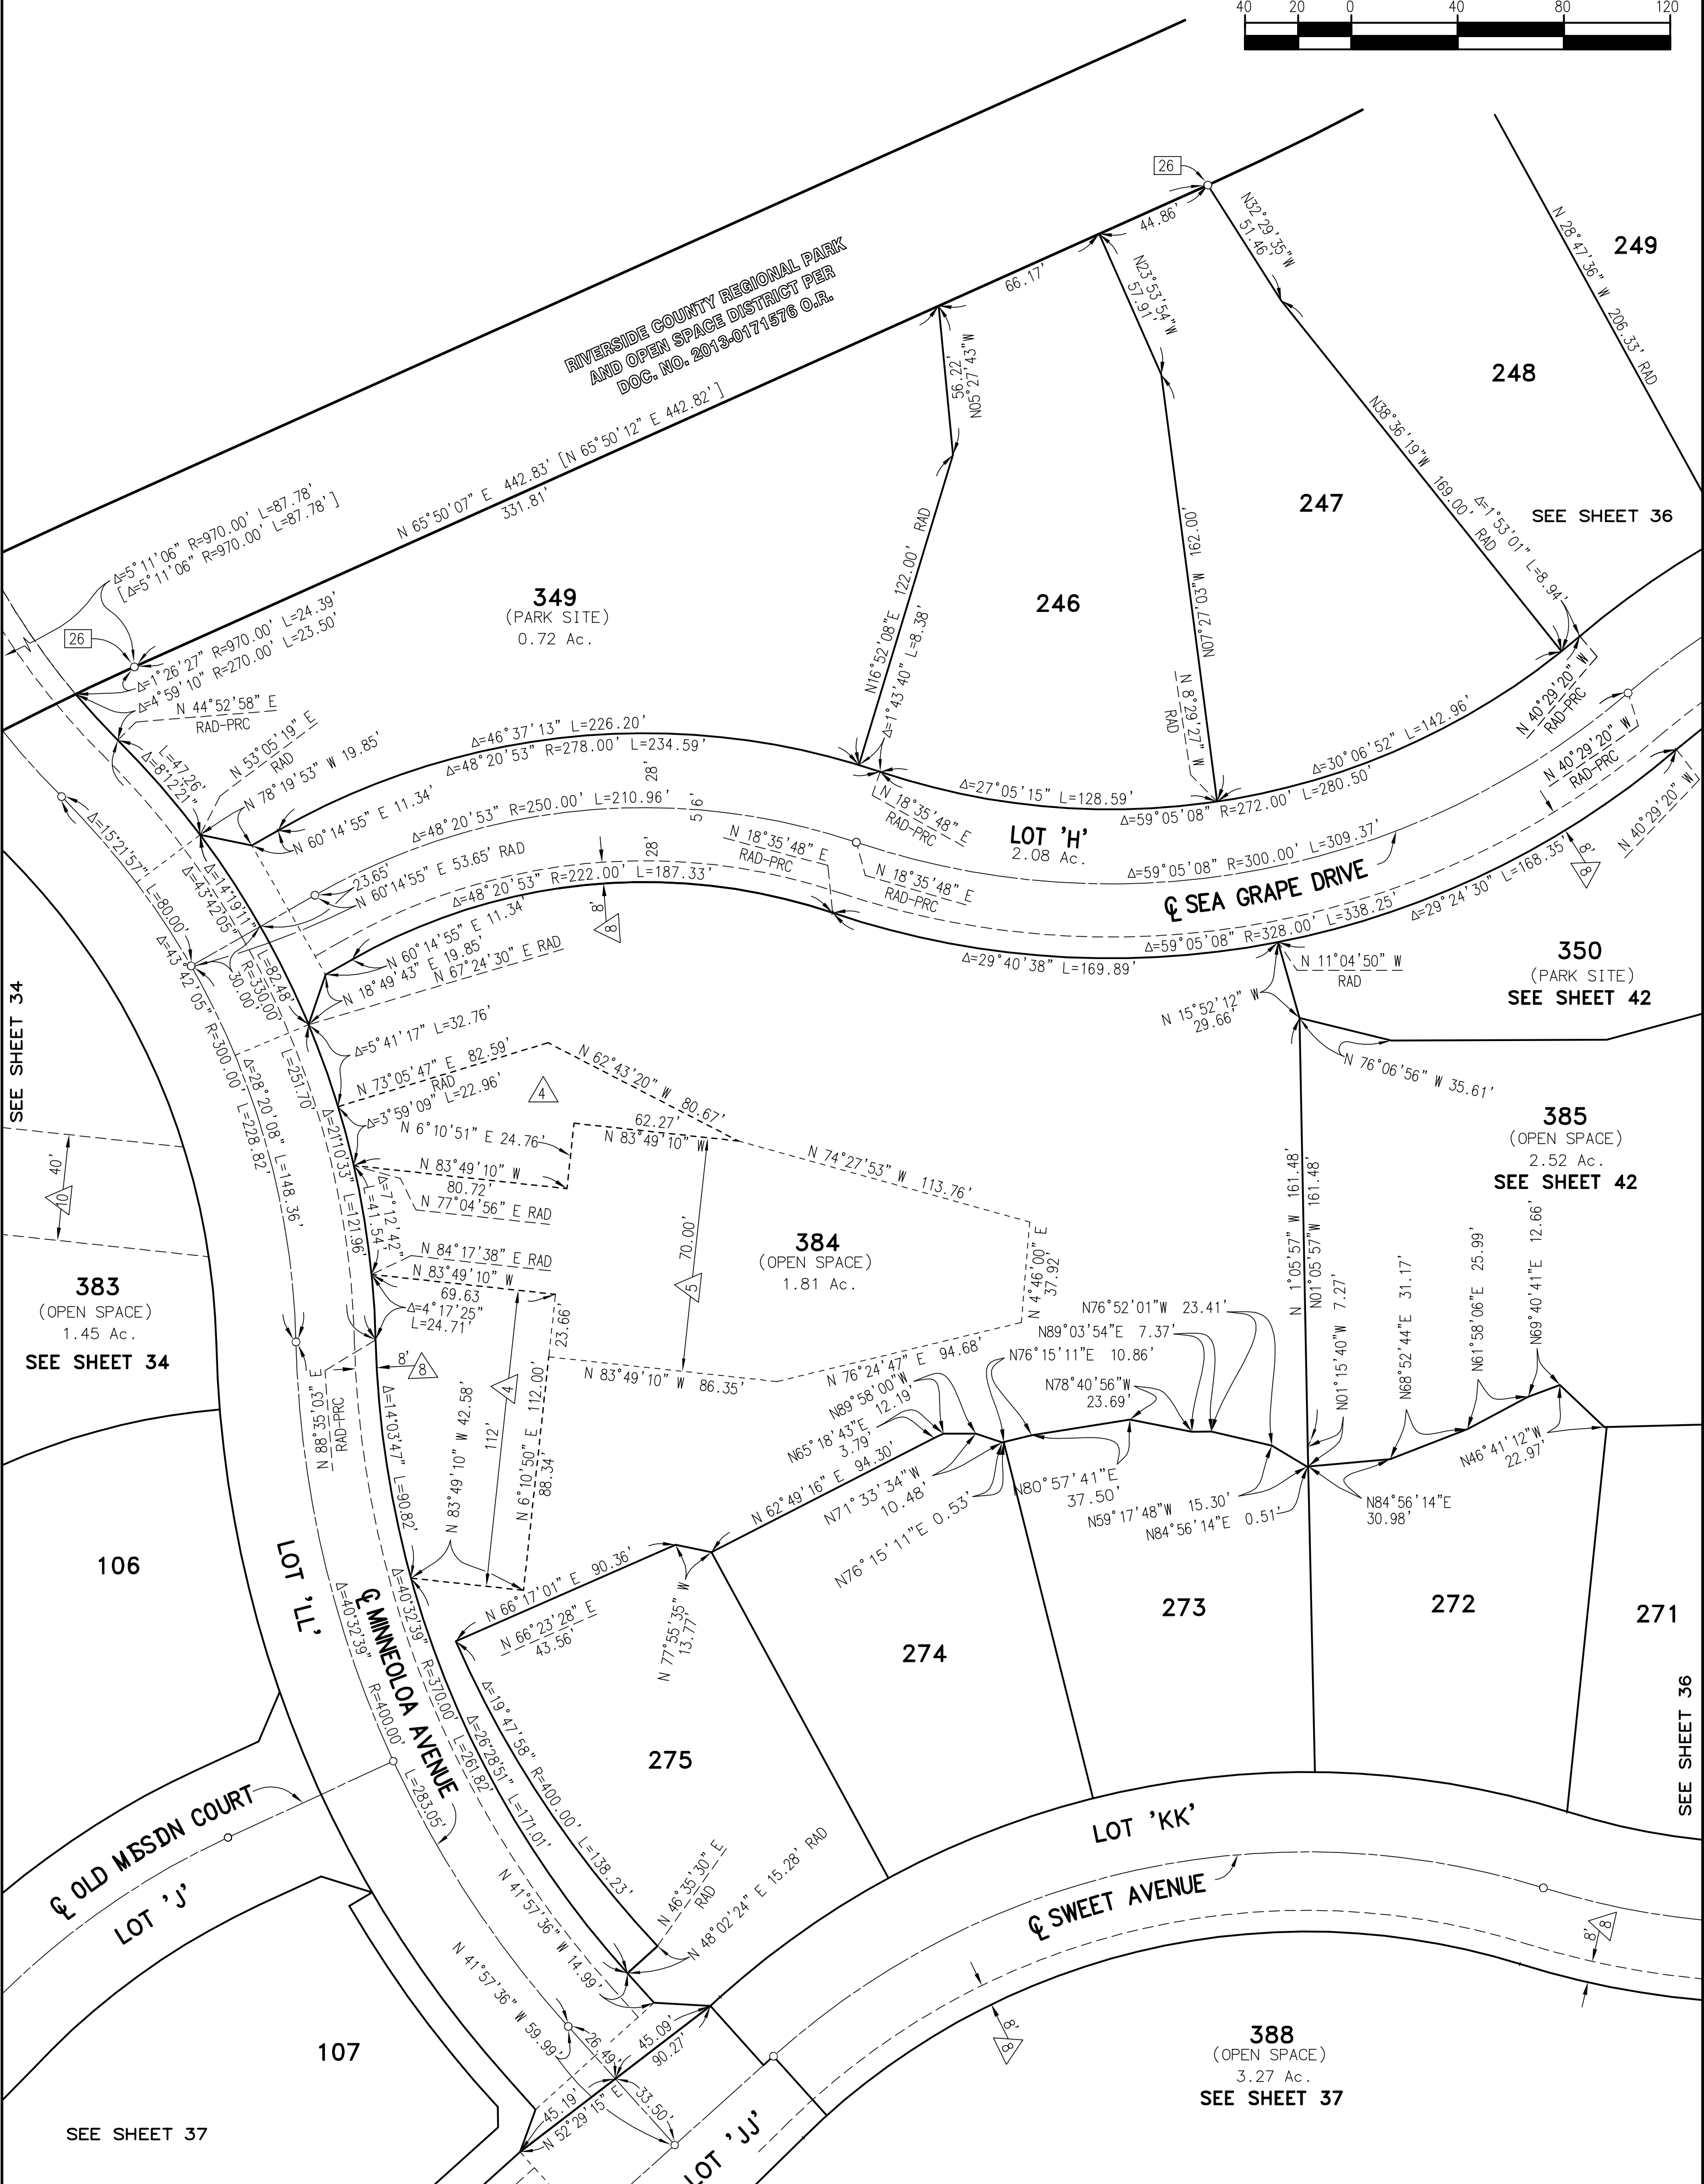 40 20 0 40 80 120
26
44.86'
N32°29'35"W
51.46'
N 28°47'36" W 206.33' RAD
249
RIVERSIDE COUNTY REGIONAL PARK
AND OPEN SPACE DISTRICT PER
DOC. NO. 2013-0171576 O.R.
66.17'
N23°53'54"W
57.91'
248
N05°27'43"W
56.22'
N38°36'19"W 169.00' RAD
247
N 65°50'07" E 442.83' [N 65°50'12" E 442.82']
331.81'
Δ=5°11'06" R=970.00' L=87.78'
[Δ=5°11'06" R=970.00' L=87.78']
Δ=1°53'01" L=8.94'
SEE SHEET 36
N16°52'08"E 122.00' RAD
N07°27'03"W 162.00'
349
(PARK SITE)
0.72 Ac.
246
26
Δ=1°26'27" R=970.00' L=24.39'
Δ=4°59'10" R=270.00' L=23.50'
N 44°52'58" E
RAD-PRC
Δ=1°43'40" L=8.38'
N 8°29'27" W
RAD
N 40°29'20" W
RAD-PRC
L=47.26'
Δ=8°12'21"
N 53°05'19" E
RAD
N 78°19'53" W 19.85'
Δ=46°37'13" L=226.20'
Δ=48°20'53" R=278.00' L=234.59'
28'
56'
28'
Δ=30°06'52" L=142.96'
N 40°29'20" W
RAD-PRC
Δ=27°05'15" L=128.59'
Δ=59°05'08" R=272.00' L=280.50'
N 60°14'55" E 11.34'
Δ=48°20'53" R=250.00' L=210.96'
N 18°35'48" E
RAD-PRC
LOT 'H'
2.08 Ac.
N 40°29'20" W
Δ=15°21'57" L=80.00'
Δ=14°19'11"
Δ=43°42'05"
N 18°35'48" E
RAD-PRC
Δ=59°05'08" R=300.00' L=309.37'
8'
8
23.65'
N 60°14'55" E 53.65' RAD
Δ=48°20'53" R=222.00' L=187.33'
N 18°35'48" E
RAD-PRC
℄ SEA GRAPE DRIVE
Δ=29°24'30" L=168.35'
8'
8
Δ=59°05'08" R=328.00' L=338.25'
N 60°14'55" E 11.34'
N 18°49'43" E 19.85'
N 67°24'30" E RAD
Δ=29°40'38" L=169.89'
N 11°04'50" W
RAD
350
(PARK SITE)
SEE SHEET 42
30.00'
L=82.48'
R=330.00'
Δ=43°42'05" R=300.00' L=228.82'
SEE SHEET 34
N 15°52'12" W
29.66'
N 76°06'56" W 35.61'
Δ=5°41'17" L=32.76'
L=251.70'
N 73°05'47" E 82.59'
RAD
N 62°43'20" W 80.67'
4
Δ=28°20'08" L=148.36'
Δ=3°59'09" L=22.96'
N 6°10'51" E 24.76'
62.27'
N 83°49'10" W
385
(OPEN SPACE)
2.52 Ac.
SEE SHEET 42
Δ=21°10'33" L=121.96'
N 83°49'10" W
80.72'
N 77°04'56" E RAD
N 74°27'53" W 113.76'
40'
10
Δ=7°12'42"
L=41.54'
N 84°17'38" E RAD
N 83°49'10" W
69.63
70.00'
5
384
(OPEN SPACE)
1.81 Ac.
N 4°46'00" E
37.92'
N 1°05'57" W 161.48'
N01°05'57"W 161.48'
383
(OPEN SPACE)
1.45 Ac.
SEE SHEET 34
Δ=4°17'25"
L=24.71'
23.66'
N01°15'40"W 7.27'
N68°52'44"E 31.17'
N61°58'06"E 25.99'
N69°40'41"E 12.66'
N76°52'01"W 23.41'
N89°03'54"E 7.37'
N76°15'11"E 10.86'
8'
8
N 88°35'03" E
RAD-PRC
4
112'
N 83°49'10" W 86.35'
N 76°24'47" E 94.68'
N78°40'56"W
23.69'
N89°58'00"W
12.19'
N65°18'43"E
3.79'
Δ=14°03'47" L=90.82'
N 83°49'10" W 42.58'
N 6°10'50" E 112.00'
88.34'
N 62°49'16" E 94.30'
N71°33'34"W
10.48'
N80°57'41"E
37.50'
N46°41'12"W
22.97'
N76°15'11"E 0.53'
N59°17'48"W 15.30'
N84°56'14"E 0.51'
N84°56'14"E
30.98'
106
LOT 'LL'
℄ MINNEOLOA AVENUE
Δ=40°32'39" R=400.00' L=283.05'
Δ=40°32'39" R=370.00' L=261.82'
N 66°17'01" E 90.36'
N 66°23'28" E
43.56'
N 77°55'35" W
13.77'
273
272
271
274
275
SEE SHEET 36
Δ=19°47'58" R=400.00' L=138.23'
Δ=26°28'51" L=171.01'
℄ OLD MISSION COURT
LOT 'J'
LOT 'KK'
℄ SWEET AVENUE
N 46°35'30" E
RAD
N 48°02'24" E 15.28' RAD
N 41°57'36" W 14.99'
N 41°57'36" W 59.99'
8'
8
8'
8
107
26.49'
45.09'
90.27'
388
(OPEN SPACE)
3.27 Ac.
SEE SHEET 37
45.19'
N 52°29'15" E
33.50'
SEE SHEET 37
LOT 'JJ'